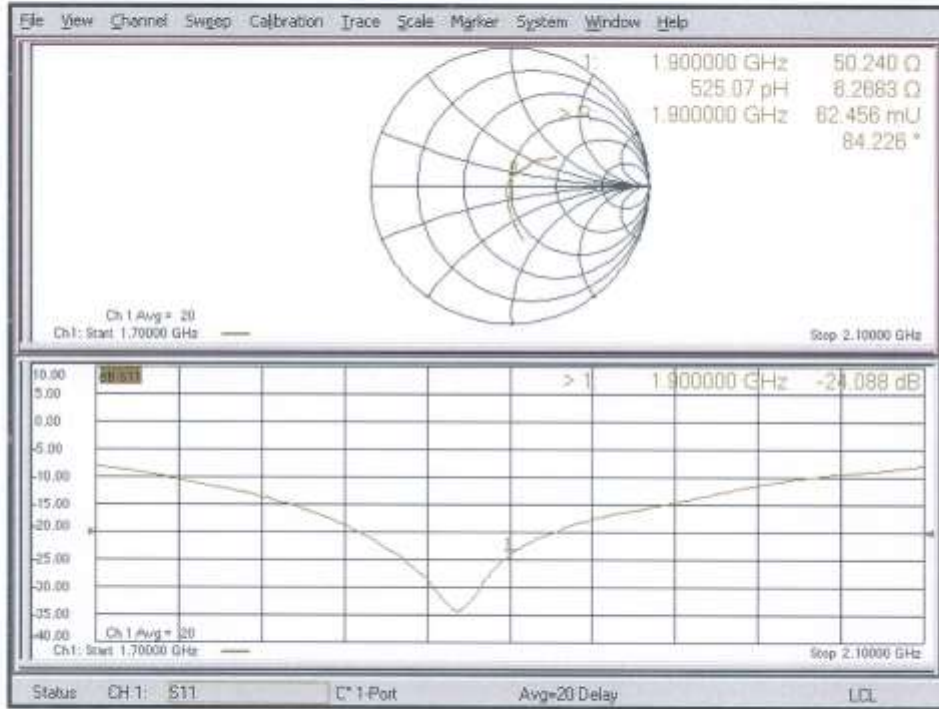 File View Channel Sweep Calibration Trace Scale Marker System Window Help
1: 1.900000 GHz 50.240 Ω
525.07 pH 6.2683 Ω
> 2: 1.900000 GHz 62.456 mU
84.226 °
Ch 1 Avg = 20
Ch1: Start 1.70000 GHz
Stop 2.10000 GHz
10.00
dB S11
> 1: 1.900000 GHz -24.088 dB
5.00
0.00
-5.00
-10.00
-15.00
-20.00
-25.00
-30.00
-35.00
-40.00
1
Ch 1 Avg = 20
Ch1: Start 1.70000 GHz
Stop 2.10000 GHz
Status CH 1: S11 C* 1-Port Avg=20 Delay LCL